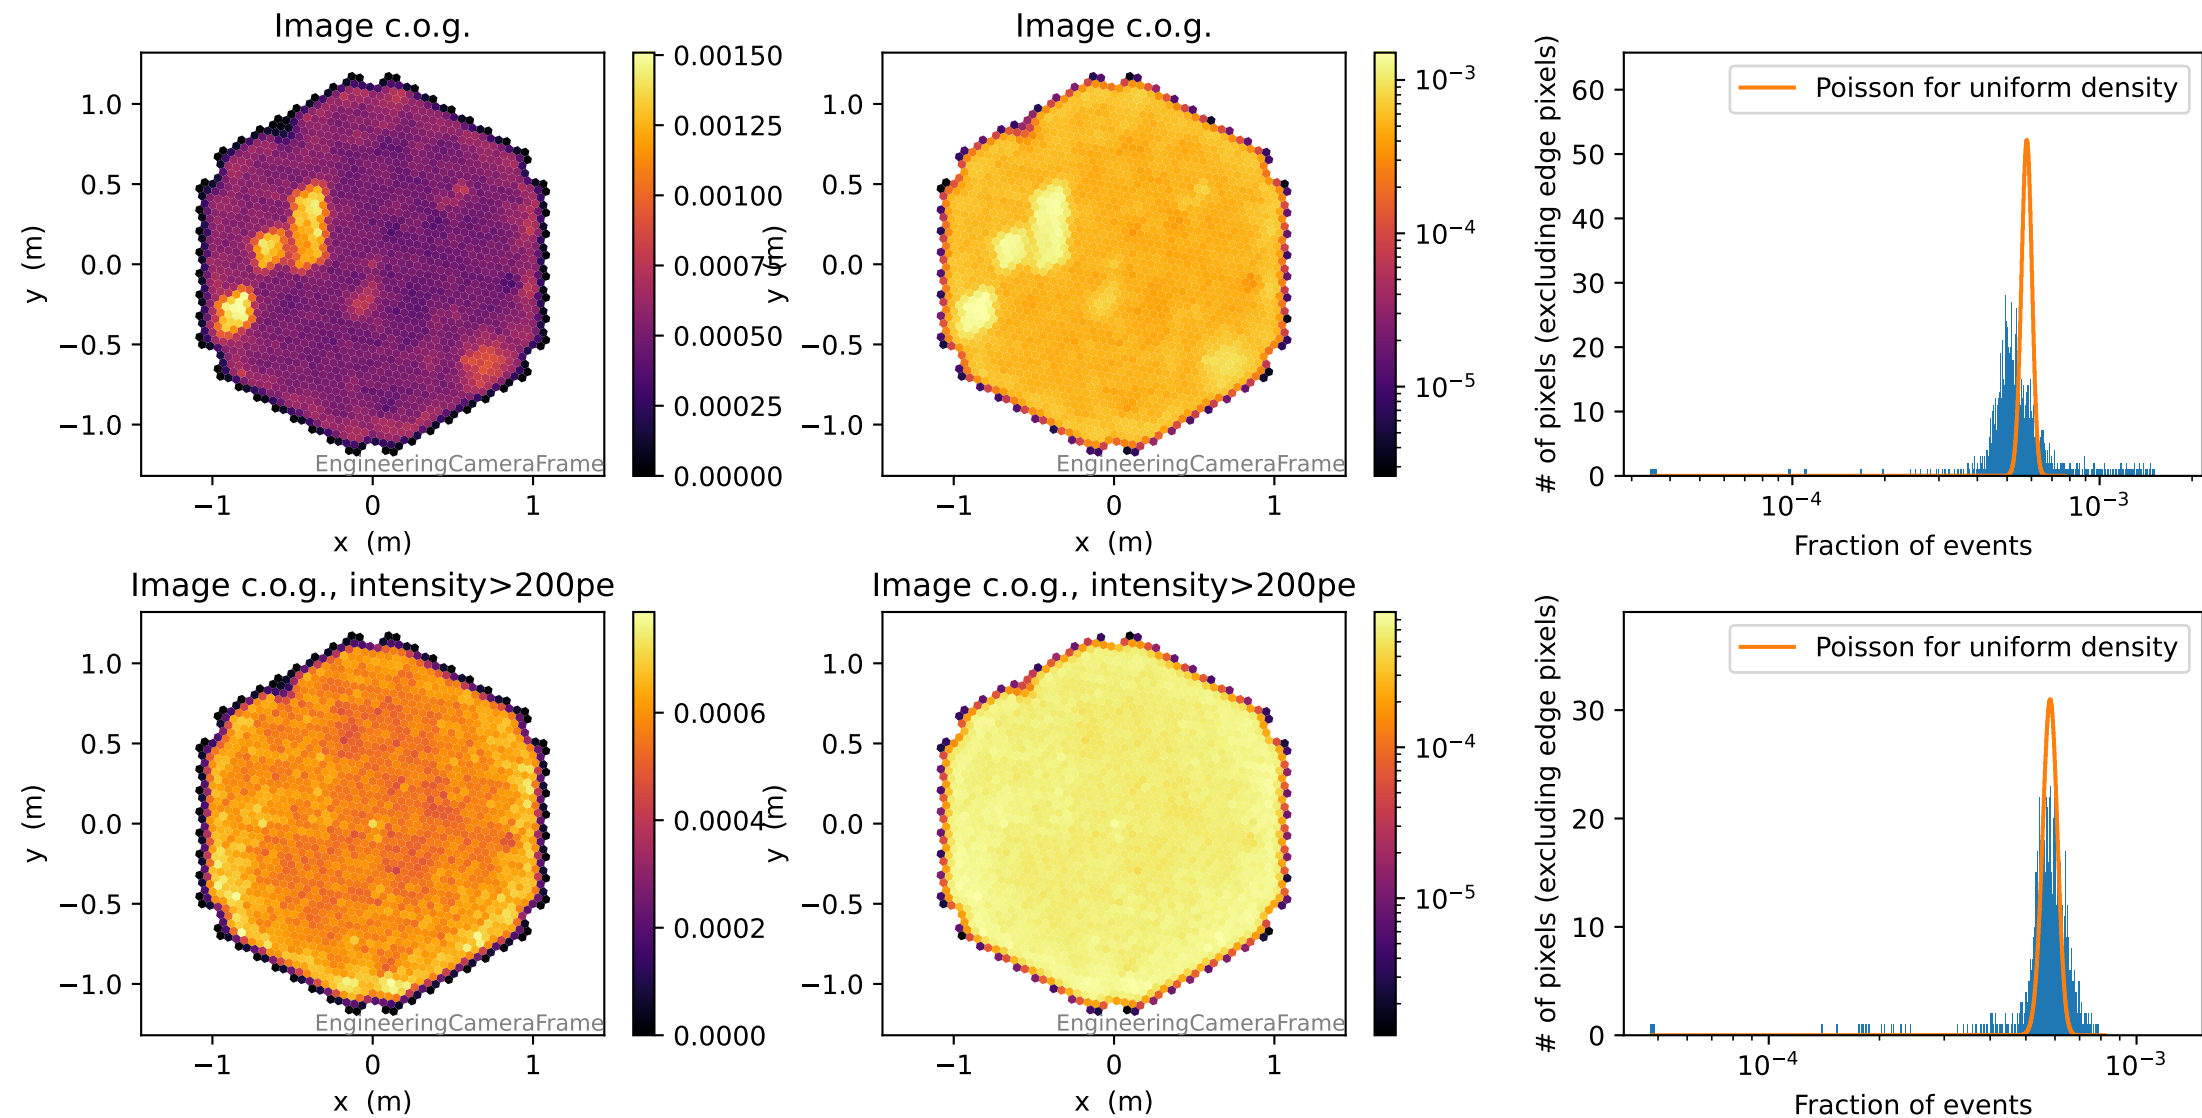 Image c.o.g.
y (m)
1.0
0.5
0.0
−0.5
−1.0
−1
0
1
x (m)
EngineeringCameraFrame
0.00150
0.00125
0.00100
0.00050
0.00025
0.00000
Image c.o.g.
y (m)
1.0
0.5
0.0
−0.5
−1.0
−1
0
1
x (m)
EngineeringCameraFrame
10⁻³
10⁻⁴
10⁻⁵
# of pixels (excluding edge pixels)
60
50
40
30
20
10
0
Poisson for uniform density
10⁻⁴
10⁻³
Fraction of events
Image c.o.g., intensity>200pe
y (m)
1.0
0.5
0.0
−0.5
−1.0
−1
0
1
x (m)
EngineeringCameraFrame
0.0006
0.0004
0.0002
0.0000
Image c.o.g., intensity>200pe
y (m)
1.0
0.5
0.0
−0.5
−1.0
−1
0
1
x (m)
EngineeringCameraFrame
10⁻⁴
10⁻⁵
# of pixels (excluding edge pixels)
30
20
10
0
Poisson for uniform density
10⁻⁴
10⁻³
Fraction of events